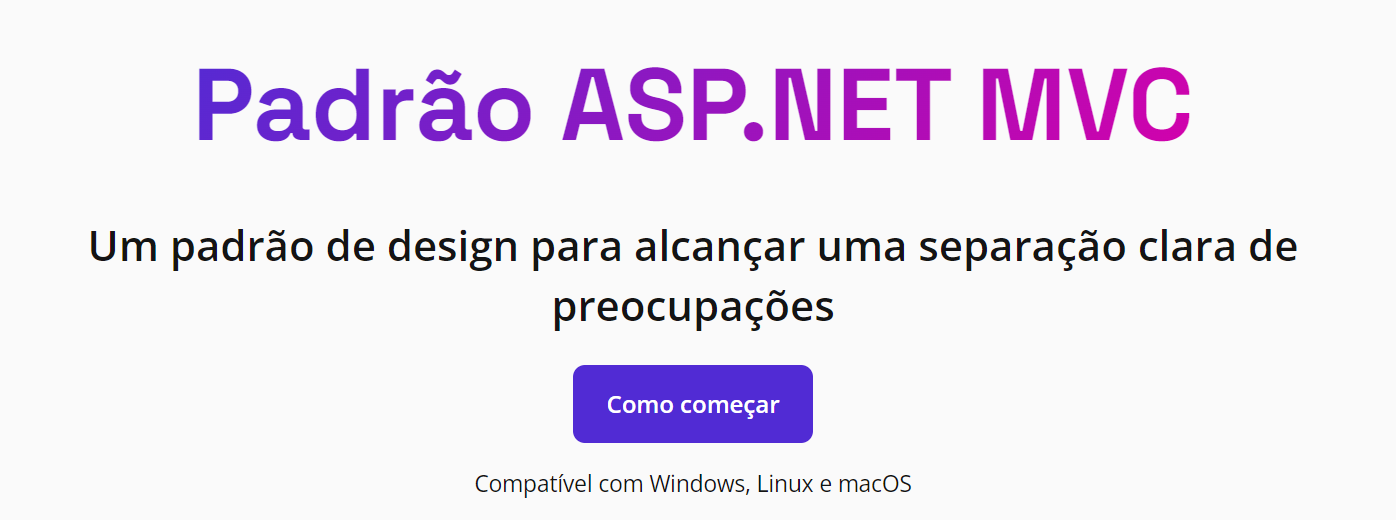 Padrão ASP.NET MVC
Um padrão de design para alcançar uma separação clara de
preocupações
Como começar
Compatível com Windows, Linux e macOS